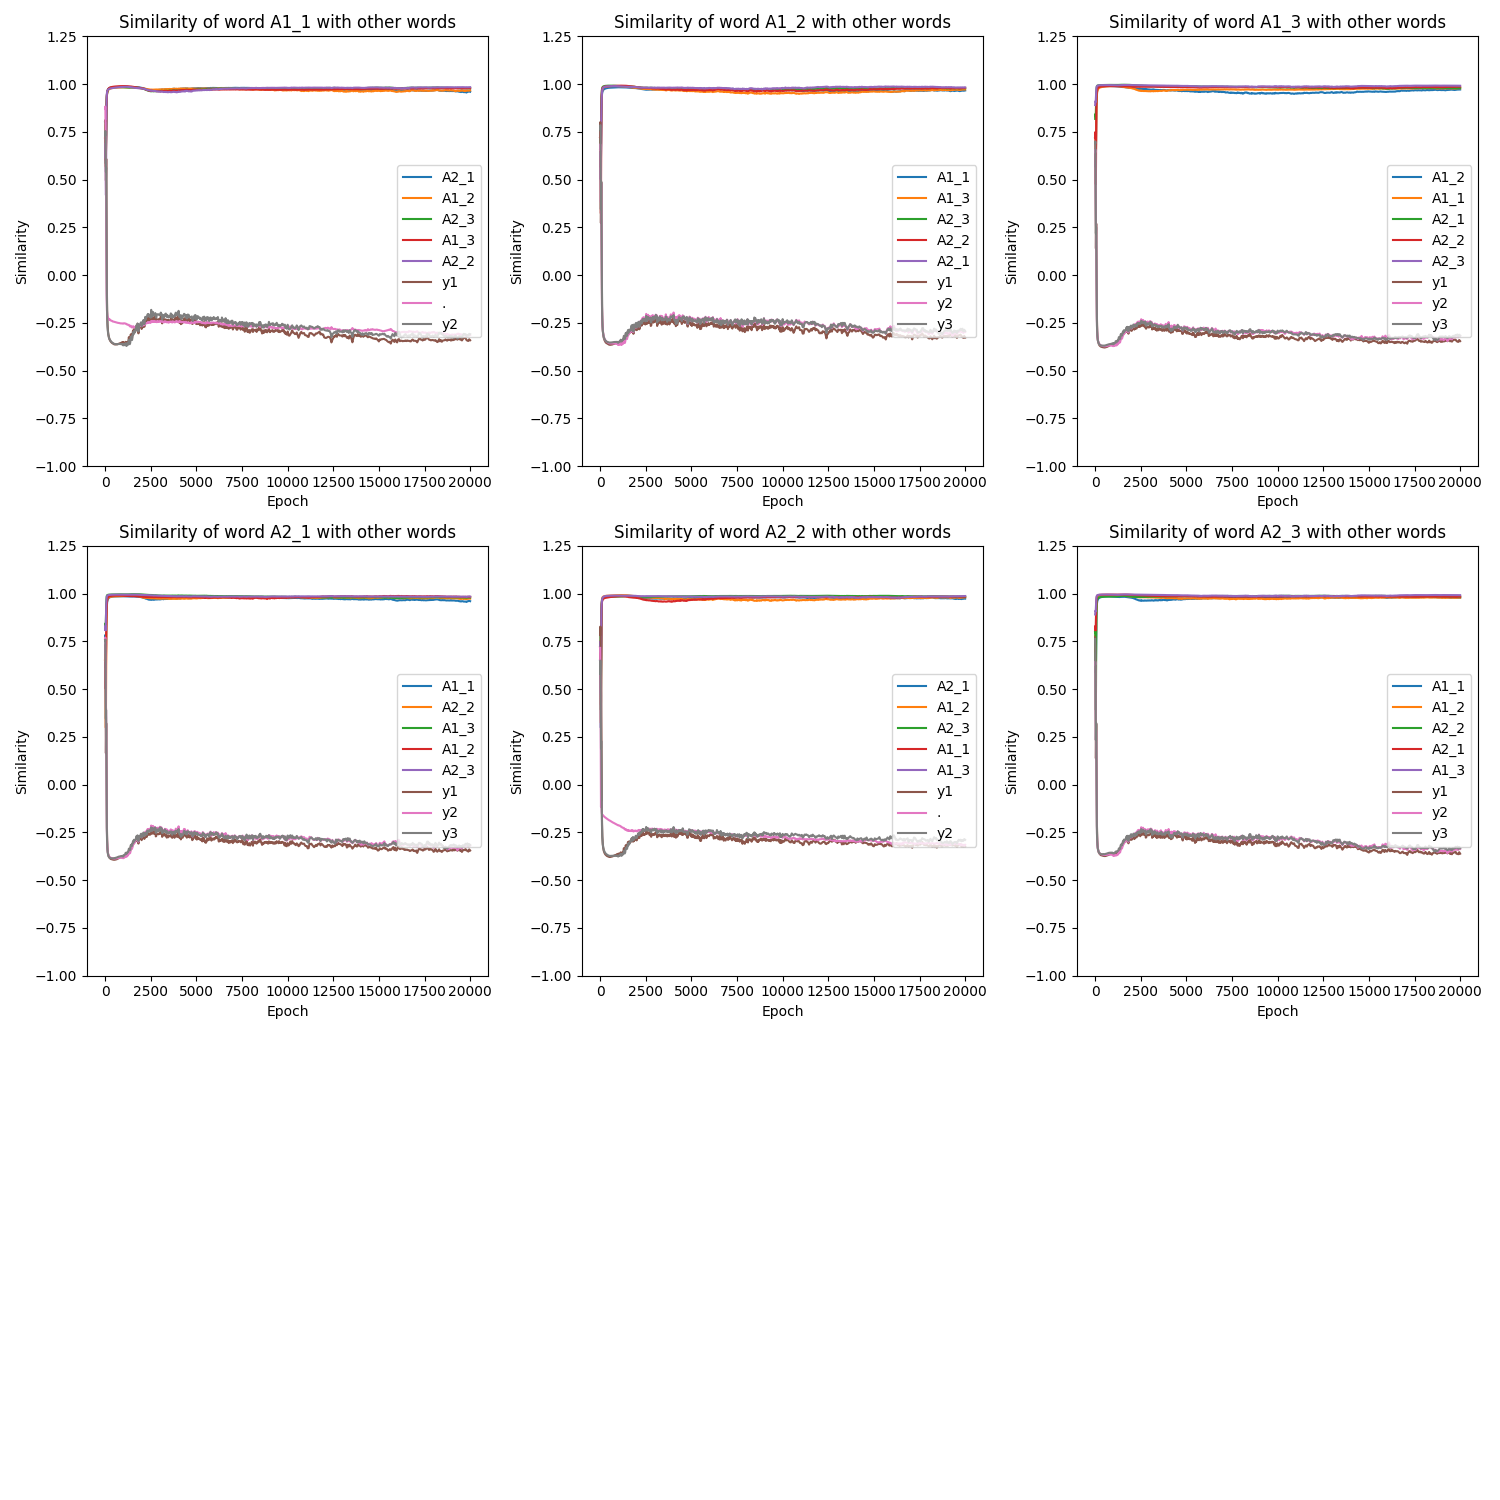 Similarity of word A1_1 with other words
1.25
1.00
0.75
0.50
0.25
0.00
−0.25
−0.50
−0.75
−1.00
Similarity
A2_1
A1_2
A2_3
A1_3
A2_2
y1
.
y2
0 2500 5000 7500 10000 12500 15000 17500 20000
Epoch
Similarity of word A1_2 with other words
1.25
1.00
0.75
0.50
0.25
0.00
−0.25
−0.50
−0.75
−1.00
Similarity
A1_1
A1_3
A2_3
A2_2
A2_1
y1
y2
y3
0 2500 5000 7500 10000 12500 15000 17500 20000
Epoch
Similarity of word A1_3 with other words
1.25
1.00
0.75
0.50
0.25
0.00
−0.25
−0.50
−0.75
−1.00
Similarity
A1_2
A1_1
A2_1
A2_2
A2_3
y1
y2
y3
0 2500 5000 7500 10000 12500 15000 17500 20000
Epoch
Similarity of word A2_1 with other words
1.25
1.00
0.75
0.50
0.25
0.00
−0.25
−0.50
−0.75
−1.00
Similarity
A1_1
A2_2
A1_3
A1_2
A2_3
y1
y2
y3
0 2500 5000 7500 10000 12500 15000 17500 20000
Epoch
Similarity of word A2_2 with other words
1.25
1.00
0.75
0.50
0.25
0.00
−0.25
−0.50
−0.75
−1.00
Similarity
A2_1
A1_2
A2_3
A1_1
A1_3
y1
.
y2
0 2500 5000 7500 10000 12500 15000 17500 20000
Epoch
Similarity of word A2_3 with other words
1.25
1.00
0.75
0.50
0.25
0.00
−0.25
−0.50
−0.75
−1.00
Similarity
A1_1
A1_2
A2_2
A2_1
A1_3
y1
y2
y3
0 2500 5000 7500 10000 12500 15000 17500 20000
Epoch